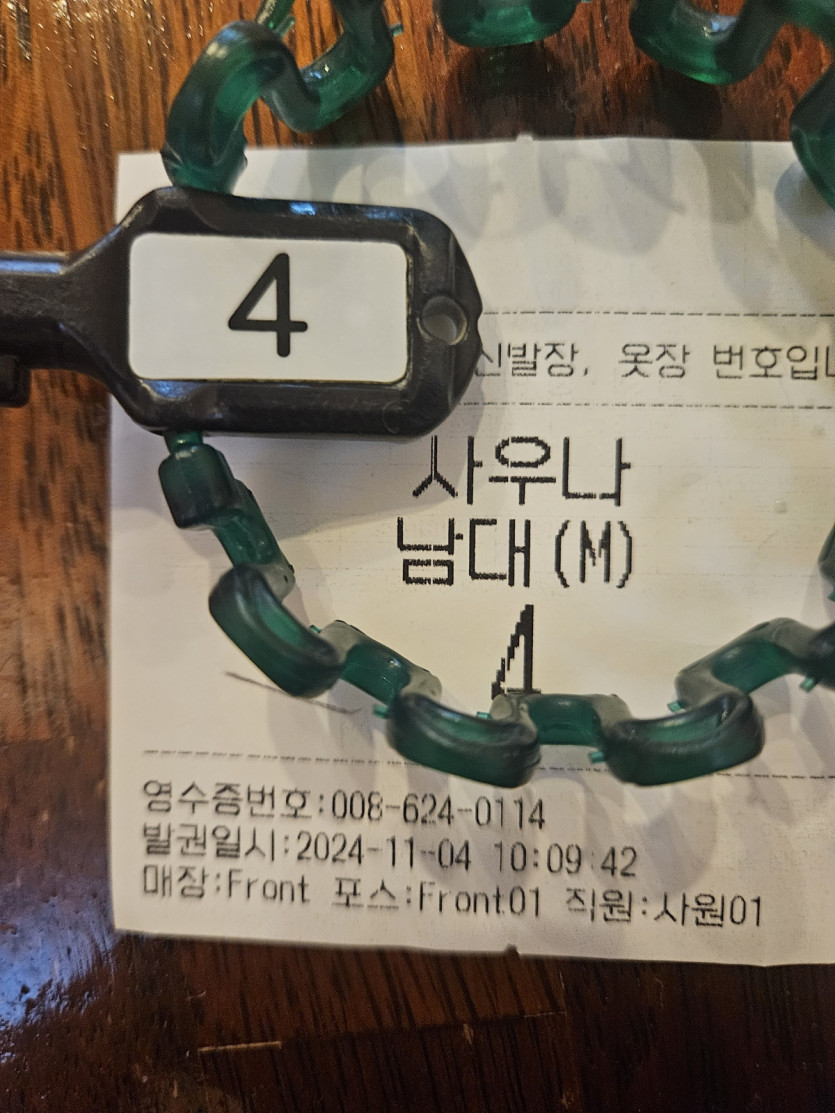 4
신발장, 옷장 번호입니
사우나
남대(M)
4
영수증번호:008-624-0114
발권일시:2024-11-04 10:09:42
매장:Front 포스:Front01 직원:사원01